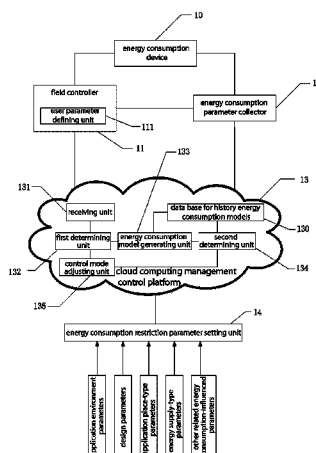 10
energy consumption
device
field controller
user parameter
defining unit
111
11
energy consumption
parameter collector
1
133
131
13
receiving unit
data base for history energy
consumption models
130
first determining
unit
energy consumption
model generating unit
second
determining unit
132
134
control mode
adjusting unit
cloud computing management
control platform
135
14
energy consumption restriction parameter setting unit
application environment
parameters
design parameters
application place-type
parameters
energy supply-type
parameters
other related energy
consumption-influenced
parameters